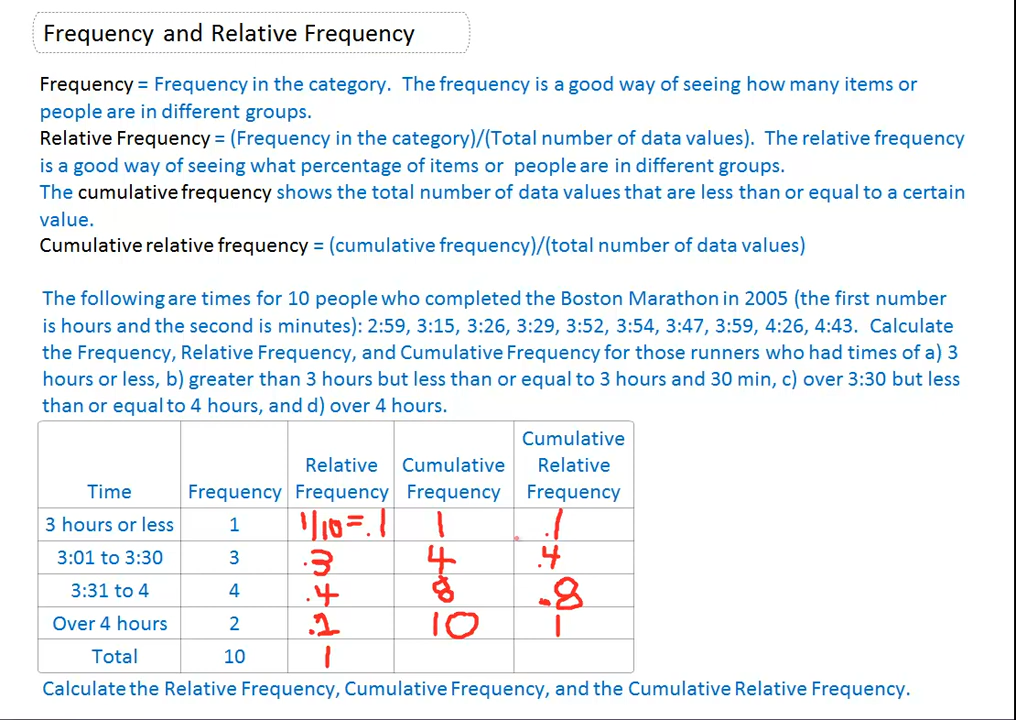 Frequency and Relative Frequency
Frequency = Frequency in the category. The frequency is a good way of seeing how many items or
people are in different groups.
Relative Frequency = (Frequency in the category)/(Total number of data values). The relative frequency
is a good way of seeing what percentage of items or people are in different groups.
The cumulative frequency shows the total number of data values that are less than or equal to a certain
value.
Cumulative relative frequency = (cumulative frequency)/(total number of data values)
The following are times for 10 people who completed the Boston Marathon in 2005 (the first number
is hours and the second is minutes): 2:59, 3:15, 3:26, 3:29, 3:52, 3:54, 3:47, 3:59, 4:26, 4:43. Calculate
the Frequency, Relative Frequency, and Cumulative Frequency for those runners who had times of a) 3
hours or less, b) greater than 3 hours but less than or equal to 3 hours and 30 min, c) over 3:30 but less
than or equal to 4 hours, and d) over 4 hours.
Cumulative
Relative Cumulative Relative
Time Frequency Frequency Frequency Frequency
3 hours or less 1 1/10=.1 1 .1
3:01 to 3:30 3 .3 4 .4
3:31 to 4 4 .4 8 .8
Over 4 hours 2 .2 10 1
Total 10 1
Calculate the Relative Frequency, Cumulative Frequency, and the Cumulative Relative Frequency.